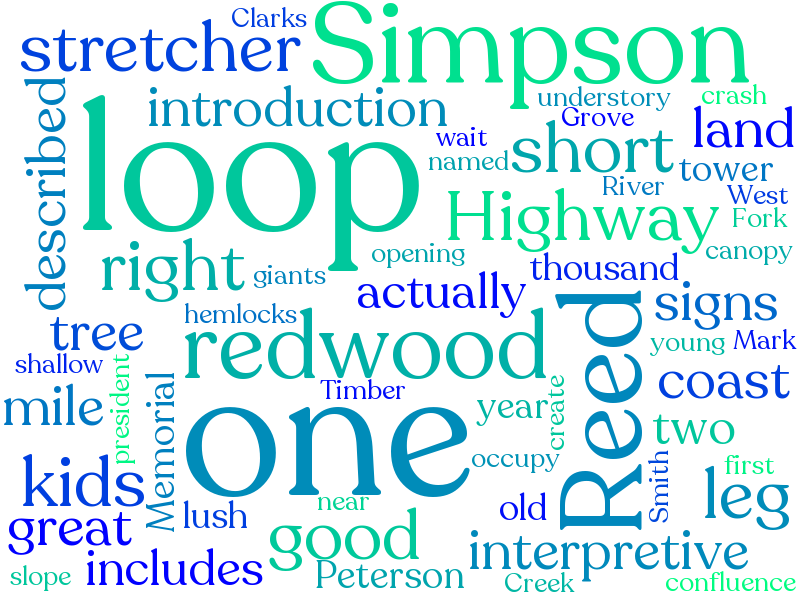 Clarks
Simpson
stretcher
introduction
understory
crash
described
loop
wait
Grove
land
named
short
tower
River
West
Highway
Fork
right
opening
canopy
giants
thousand
actually
signs
hemlocks
tree
redwood
Reed
young
Mark
shallow
president
Memorial
Timber
coast
mile
one
year
create
two
occupy
first
kids
Smith
leg
near
old
lush
great
good
interpretive
includes
slope
Peterson
Creek
confluence